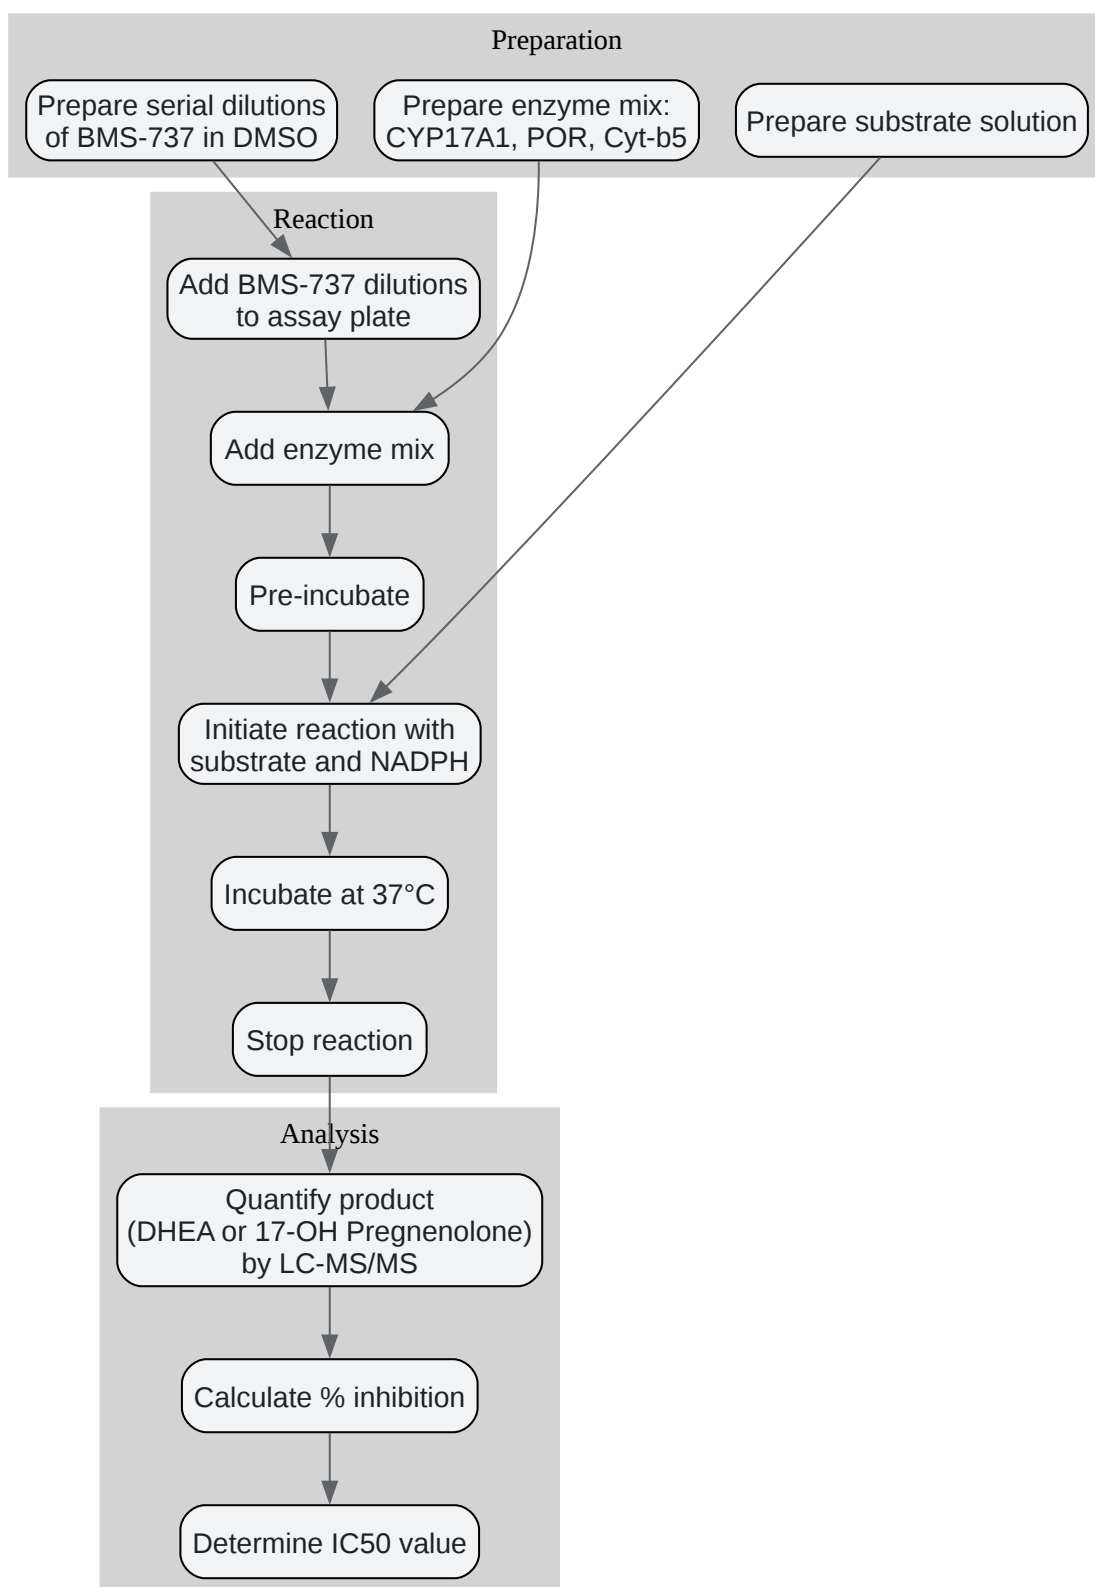 Preparation
Prepare serial dilutions
of BMS-737 in DMSO
Prepare enzyme mix:
CYP17A1, POR, Cyt-b5
Prepare substrate solution
Reaction
Add BMS-737 dilutions
to assay plate
Add enzyme mix
Pre-incubate
Initiate reaction with
substrate and NADPH
Incubate at 37°C
Stop reaction
Analysis
Quantify product
(DHEA or 17-OH Pregnenolone)
by LC-MS/MS
Calculate % inhibition
Determine IC50 value